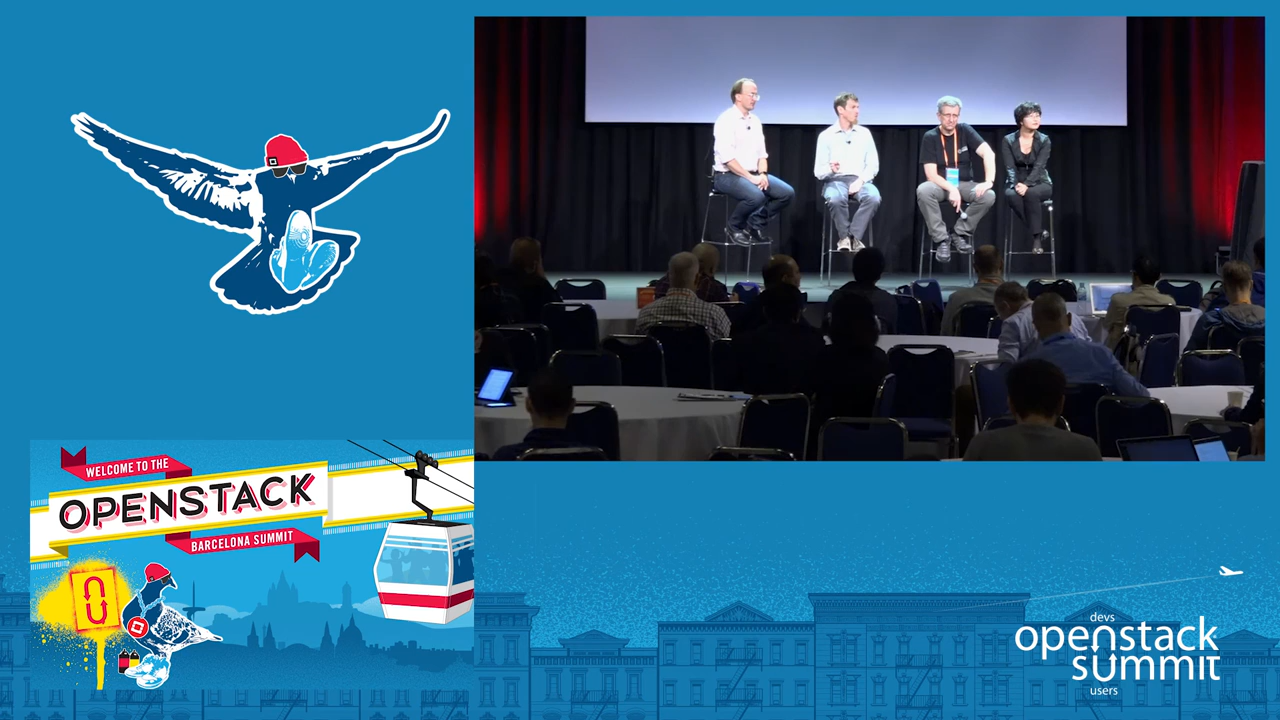 WELCOME TO THE
OPENSTACK
BARCELONA SUMMIT
devs
openstack
summit
users